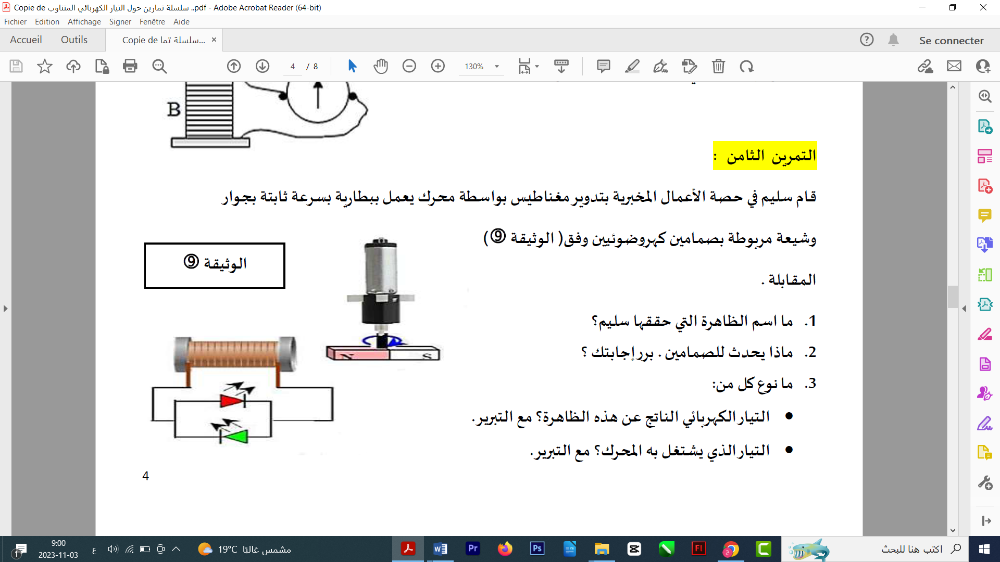 Copie de سلسلة تمارين حول التيار الكهربائي المتناوب ..pdf - Adobe Acrobat Reader (64-bit)
Fichier Edition Affichage Signer Fenêtre Aide
Accueil Outils Copie de سلسلة تما... × Se connecter
4 / 8 130%
B
التمرين الثامن :
قام سليم في حصة الأعمال المخبرية بتدوير مغناطيس بواسطة محرك يعمل ببطارية بسرعة ثابتة بجوار
وشيعة مربوطة بصمامين كهروضوئيين وفق( الوثيقة ⑨)
المقابلة .
الوثيقة ⑨
1. ما اسم الظاهرة التي حققها سليم؟
2. ماذا يحدث للصمامين . برر إجابتك ؟
3. ما نوع كل من:
• التيار الكهربائي الناتج عن هذه الظاهرة؟ مع التبرير.
• التيار الذي يشتغل به المحرك؟ مع التبرير.
N S
4
9:00
2023-11-03
1
ع
19°C مشمس غالبًا
Pr Ps Fl
اكتب هنا للبحث